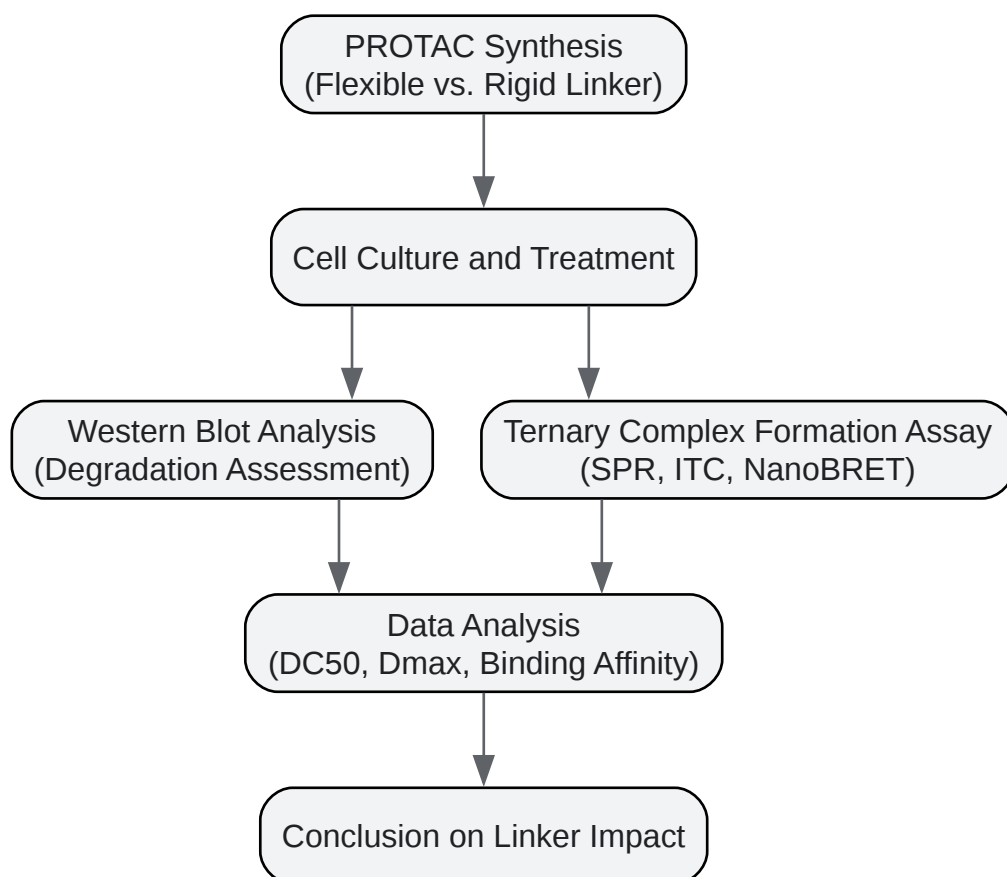 PROTAC Synthesis
(Flexible vs. Rigid Linker)
Cell Culture and Treatment
Western Blot Analysis
(Degradation Assessment)
Ternary Complex Formation Assay
(SPR, ITC, NanoBRET)
Data Analysis
(DC50, Dmax, Binding Affinity)
Conclusion on Linker Impact